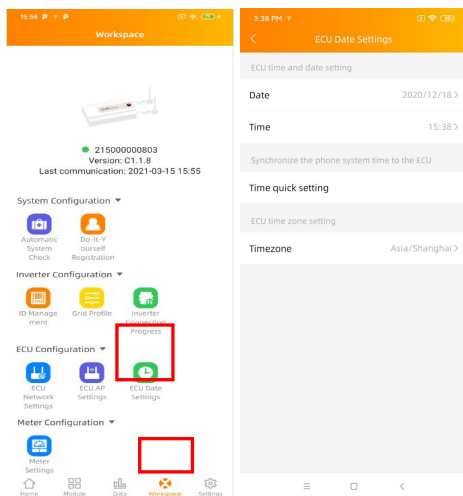 15:56
Workspace
215000000803
Version: C1.1.8
Last communication: 2021-03-15 15:55
System Configuration
Automatic
System
Check
Do-It-Y
ourself
Registration
Inverter Configuration
ID Manage
ment
Grid Profile
Inverter
Connection
Progress
ECU Configuration
ECU
Network
Settings
ECU AP
Settings
ECU Date
Settings
Meter Configuration
Meter
Settings
Home
Module
Data
Workspace
Settings
3:38 PM
ECU Date Settings
ECU time and date setting
Date 2020/12/18
Time 15:38
Synchronize the phone system time to the ECU
Time quick setting
ECU time zone setting
Timezone Asia/Shanghai